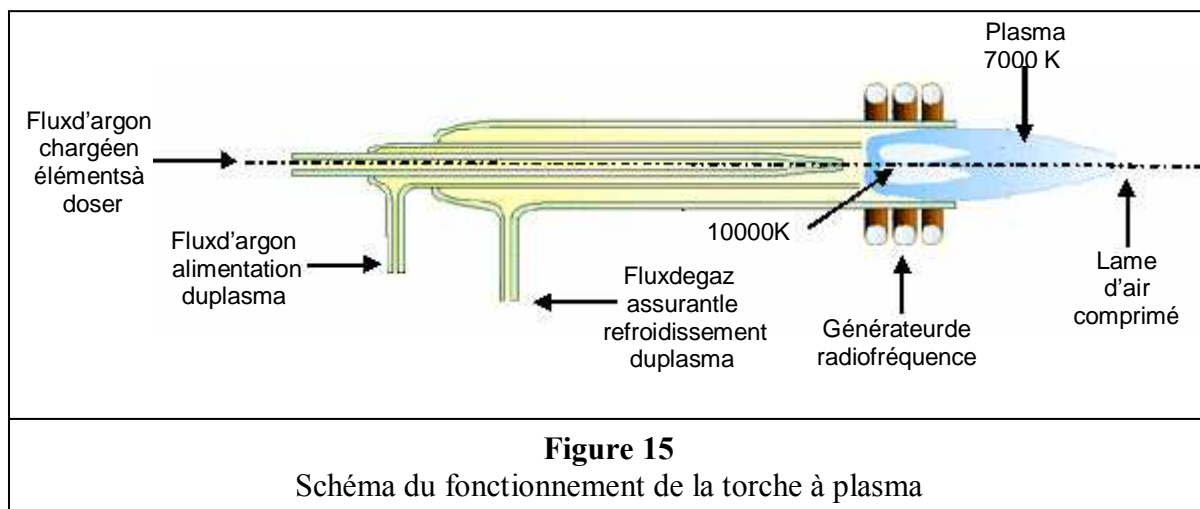 Plasma
7000 K
Fluxd'argon
chargéen
élémentsà
doser
10000K
Fluxd'argon
alimentation
duplasma
Fluxdegaz
assurantle
refroidissement
duplasma
Générateurde
radiofréquence
Lame
d'air
comprimé
Figure 15
Schéma du fonctionnement de la torche à plasma